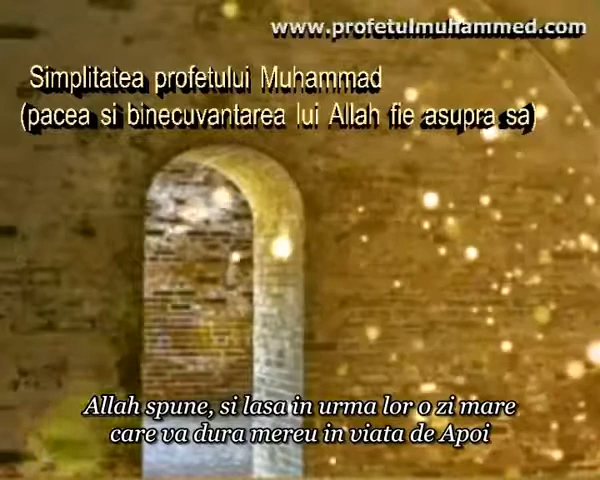 www.profetulmuhammed.com
Simplitatea profetului Muhammad
(pacea si binecuvantarea lui Allah fie asupra sa)
Allah spune, si lasa in urma lor o zi mare
care va dura mereu in viata de Apoi